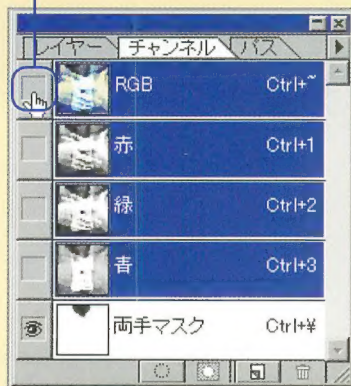 レイヤー チャンネル パス
RGB Ctrl+~
赤 Ctrl+1
緑 Ctrl+2
青 Ctrl+3
両手マスク Ctrl+¥